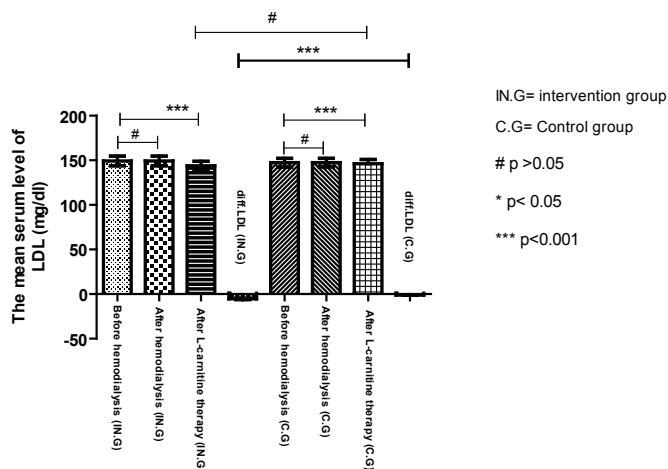 #
***
***
#
***
#
The mean serum level of
LDL (mg/dl)
200
150
100
50
0
-50
diff.LDL (IN.G)
diff.LDL (C.G)
Before hemodialysis (IN.G)
After hemodialysis (IN.G)
After L-carnitine therapy (IN.G
Before hemodialysis (C.G)
After hemodialysis (C.G)
After L-carnitine therapy (C.G)
IN.G= intervention group
C.G= Control group
# p >0.05
* p< 0.05
*** p<0.001